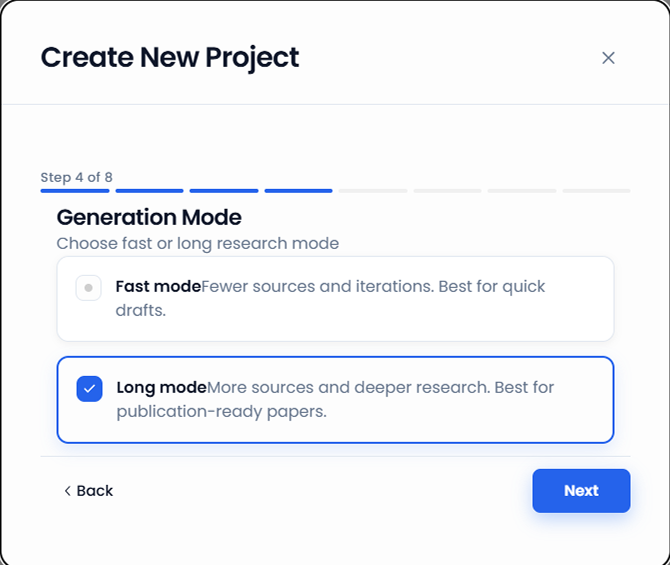 Create New Project
Step 4 of 8
Generation Mode
Choose fast or long research mode
Fast modeFewer sources and iterations. Best for quick
drafts.
Long modeMore sources and deeper research. Best for
publication-ready papers.
Back
Next